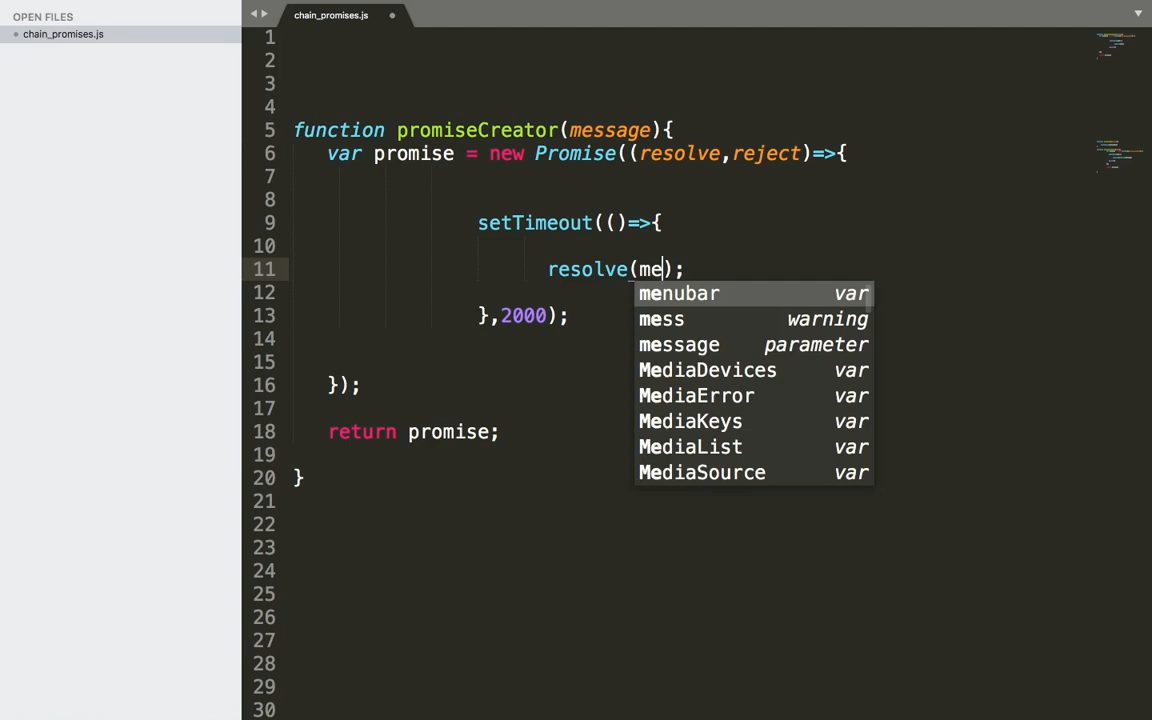 OPEN FILES
chain_promises.js
chain_promises.js
1
2
3
4
5 function promiseCreator(message){
6 var promise = new Promise((resolve,reject)=>{
7
8
9 setTimeout(()=>{
10
11 resolve(me);
12
13 },2000);
14
15
16 });
17
18 return promise;
19
20 }
21
22
23
24
25
26
27
28
29
30
menubar var
mess warning
message parameter
MediaDevices var
MediaError var
MediaKeys var
MediaList var
MediaSource var